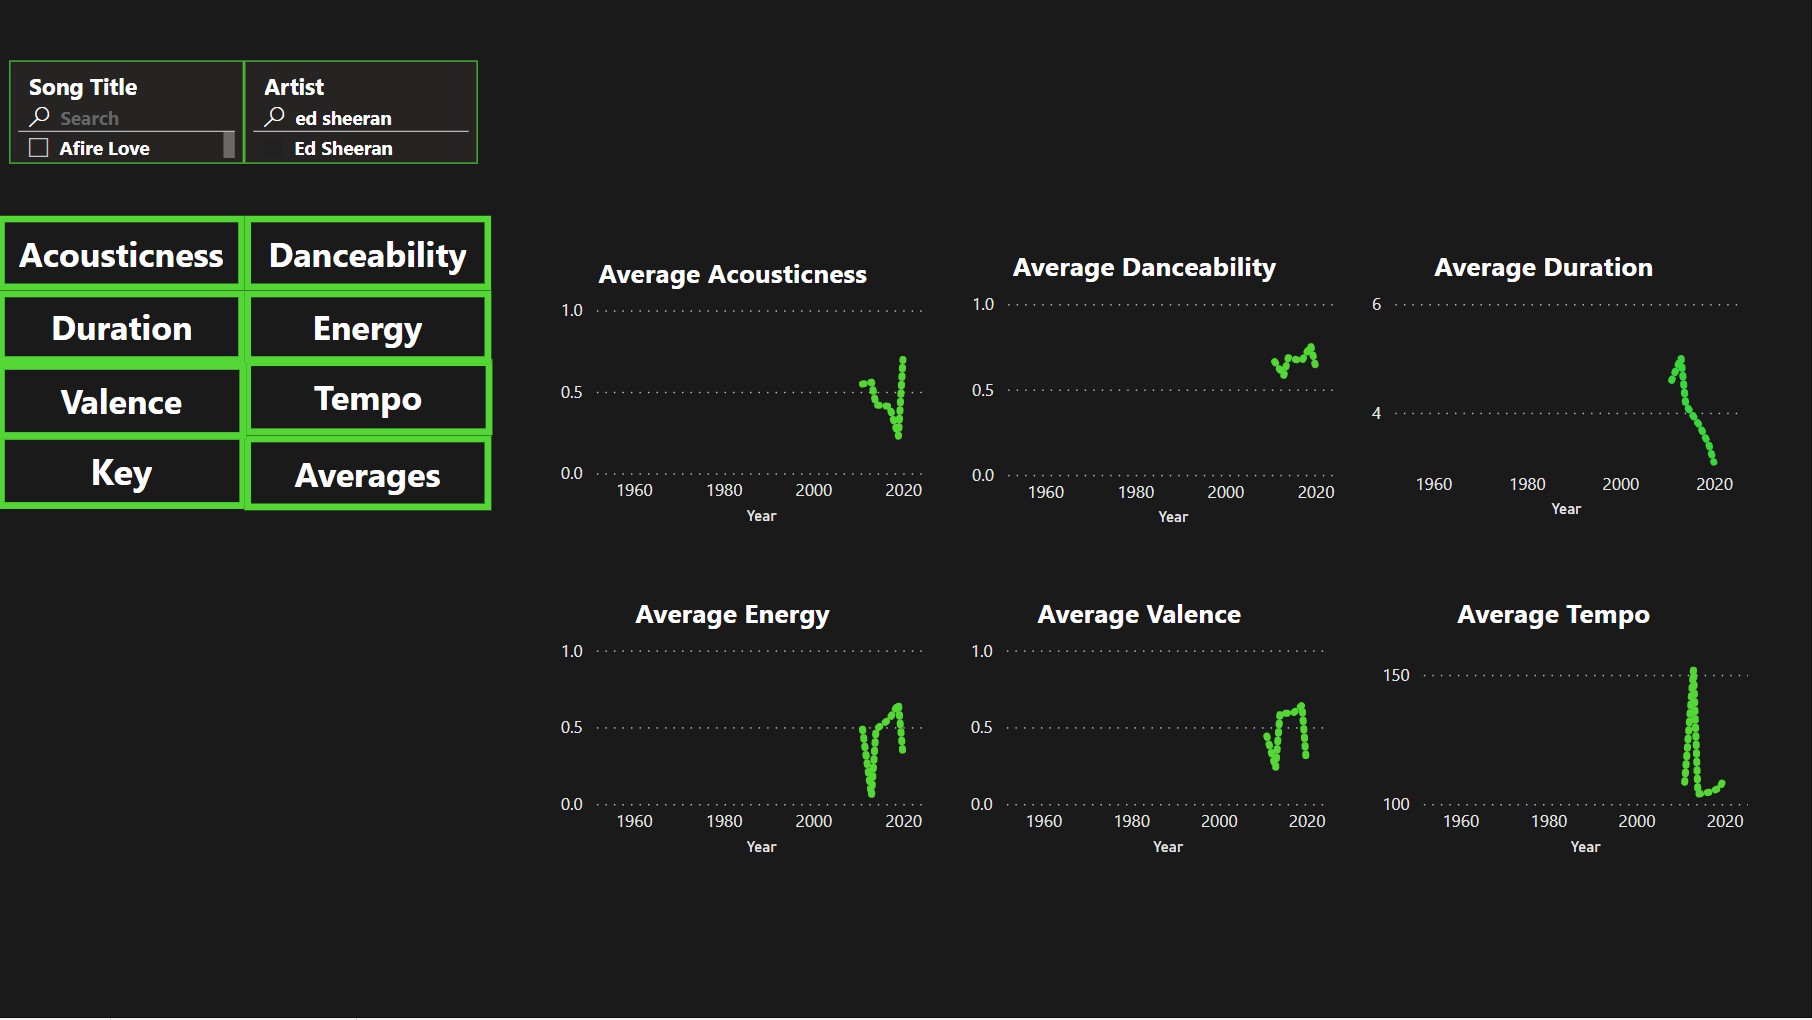 Song Title
Search
Afire Love
Artist
ed sheeran
Ed Sheeran
Acousticness
Danceability
Duration
Energy
Valence
Tempo
Key
Averages
Average Acousticness
1.0
0.5
0.0
1960 1980 2000 2020
Year
Average Danceability
1.0
0.5
0.0
1960 1980 2000 2020
Year
Average Duration
6
4
1960 1980 2000 2020
Year
Average Energy
1.0
0.5
0.0
1960 1980 2000 2020
Year
Average Valence
1.0
0.5
0.0
1960 1980 2000 2020
Year
Average Tempo
150
100
1960 1980 2000 2020
Year